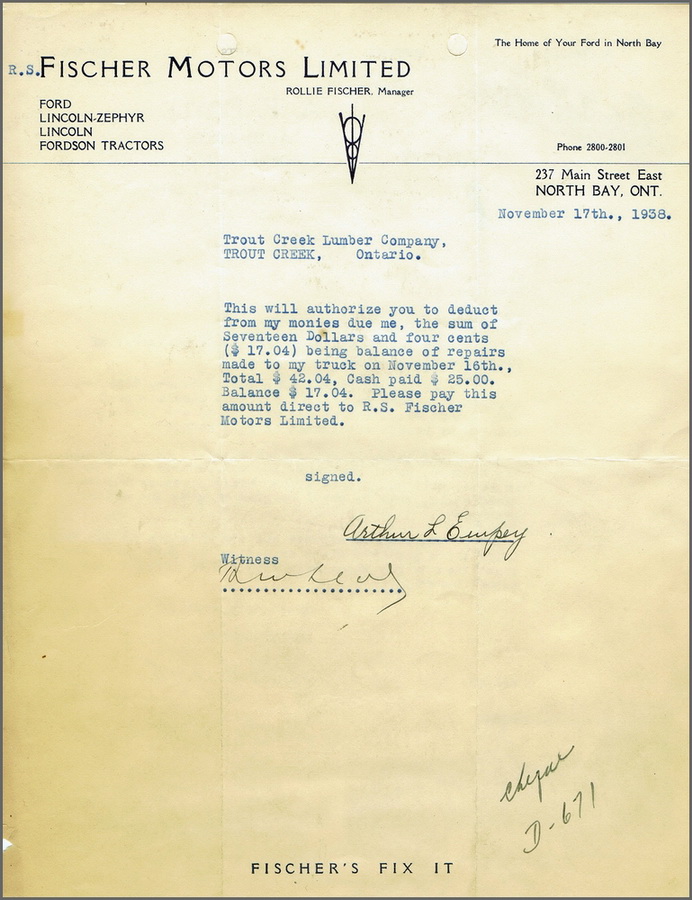 The Home of Your Ford in North Bay
R.S. FISCHER MOTORS LIMITED
ROLLIE FISCHER, Manager
FORD
LINCOLN-ZEPHYR
LINCOLN
FORDSON TRACTORS
Phone 2800-2801
237 Main Street East
NORTH BAY, ONT.
November 17th., 1938.
Trout Creek Lumber Company,
TROUT CREEK, Ontario.
This will authorize you to deduct
from my monies due me, the sum of
Seventeen Dollars and four cents
($ 17.04) being balance of repairs
made to my truck on November 16th.,
Total $ 42.04, Cash paid $ 25.00.
Balance $ 17.04. Please pay this
amount direct to R.S. Fischer
Motors Limited.
signed.
Arthur L Empey
Witness
cheque
D-671
FISCHER'S FIX IT